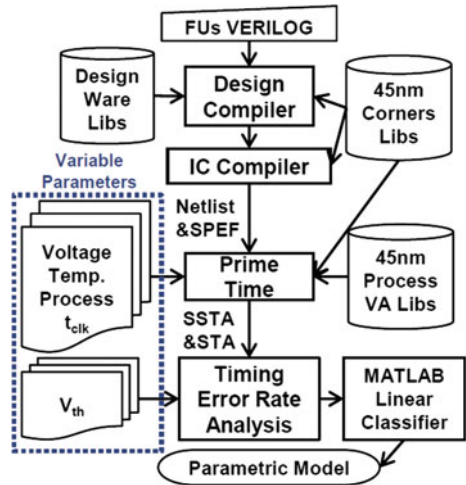 FUs VERILOG
Design
Ware
Libs
Design
Compiler
45nm
Corners
Libs
IC Compiler
Variable
Parameters
Netlist
&SPEF
Voltage
Temp.
Process
tclk
Prime
Time
45nm
Process
VA Libs
SSTA
&STA
Vth
Timing
Error Rate
Analysis
MATLAB
Linear
Classifier
Parametric Model